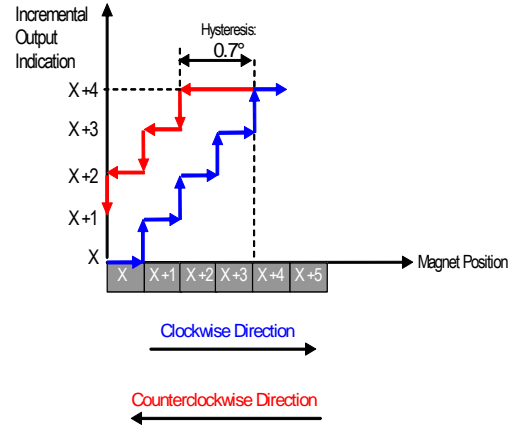 Incremental
Output
Indication
Hysteresis:
0.7°
X+4
X+3
X+2
X+1
X
X X+1 X+2 X+3 X+4 X+5
Magnet Position
Clockwise Direction
Counterclockwise Direction